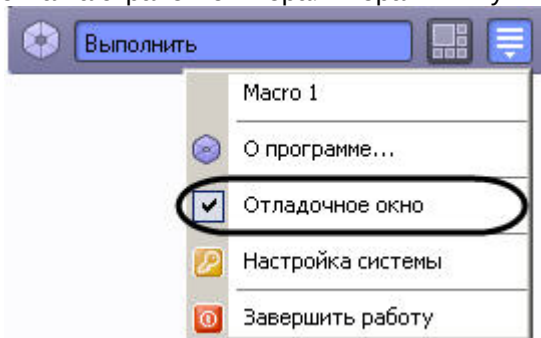 Выполнить
Macro 1
О программе...
Отладочное окно
Настройка системы
Завершить работу